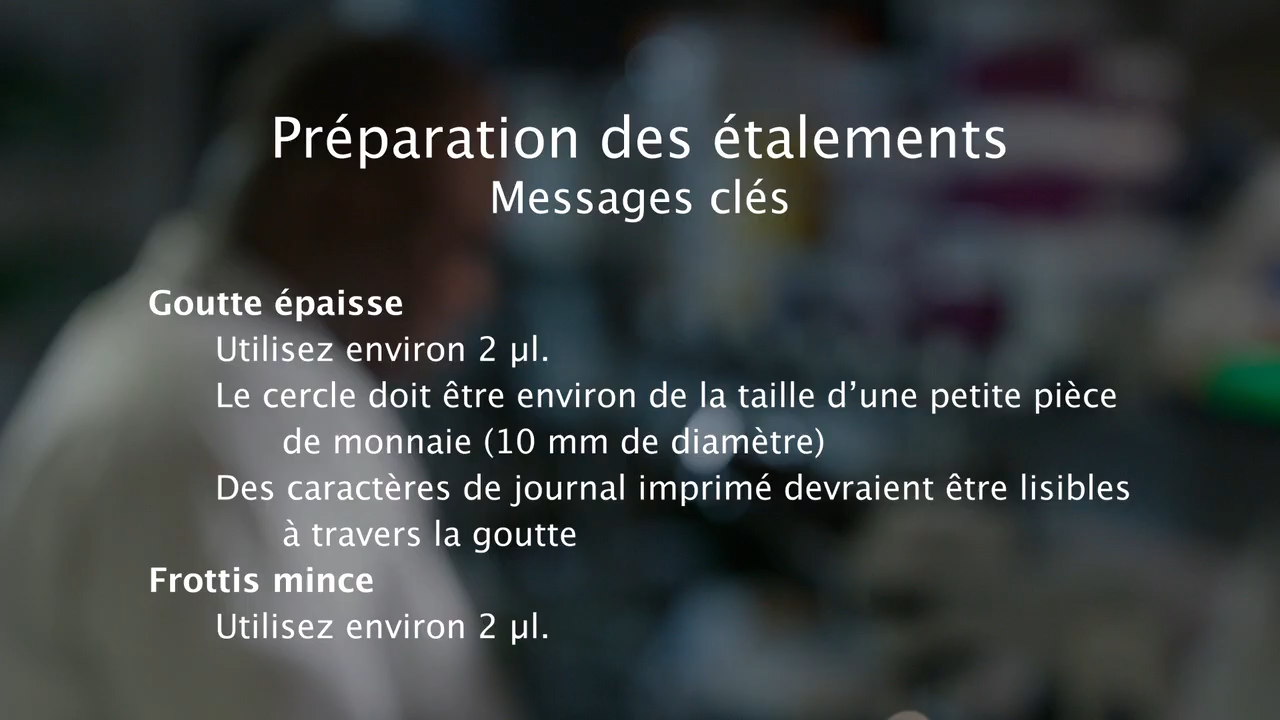 Préparation des étalements
Messages clés
Goutte épaisse
Utilisez environ 2 µl.
Le cercle doit être environ de la taille d’une petite pièce
de monnaie (10 mm de diamètre)
Des caractères de journal imprimé devraient être lisibles
à travers la goutte
Frottis mince
Utilisez environ 2 µl.